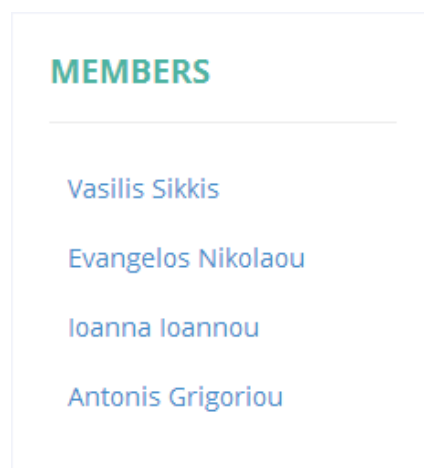 MEMBERS
Vasilis Sikkis
Evangelos Nikolaou
Ioanna Ioannou
Antonis Grigoriou